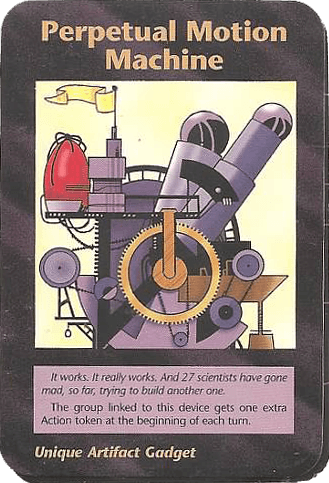 Perpetual Motion
Machine
It works. It really works. And 27 scientists have gone
mad, so far, trying to build another one.
The group linked to this device gets one extra
Action token at the beginning of each turn.
Unique Artifact Gadget